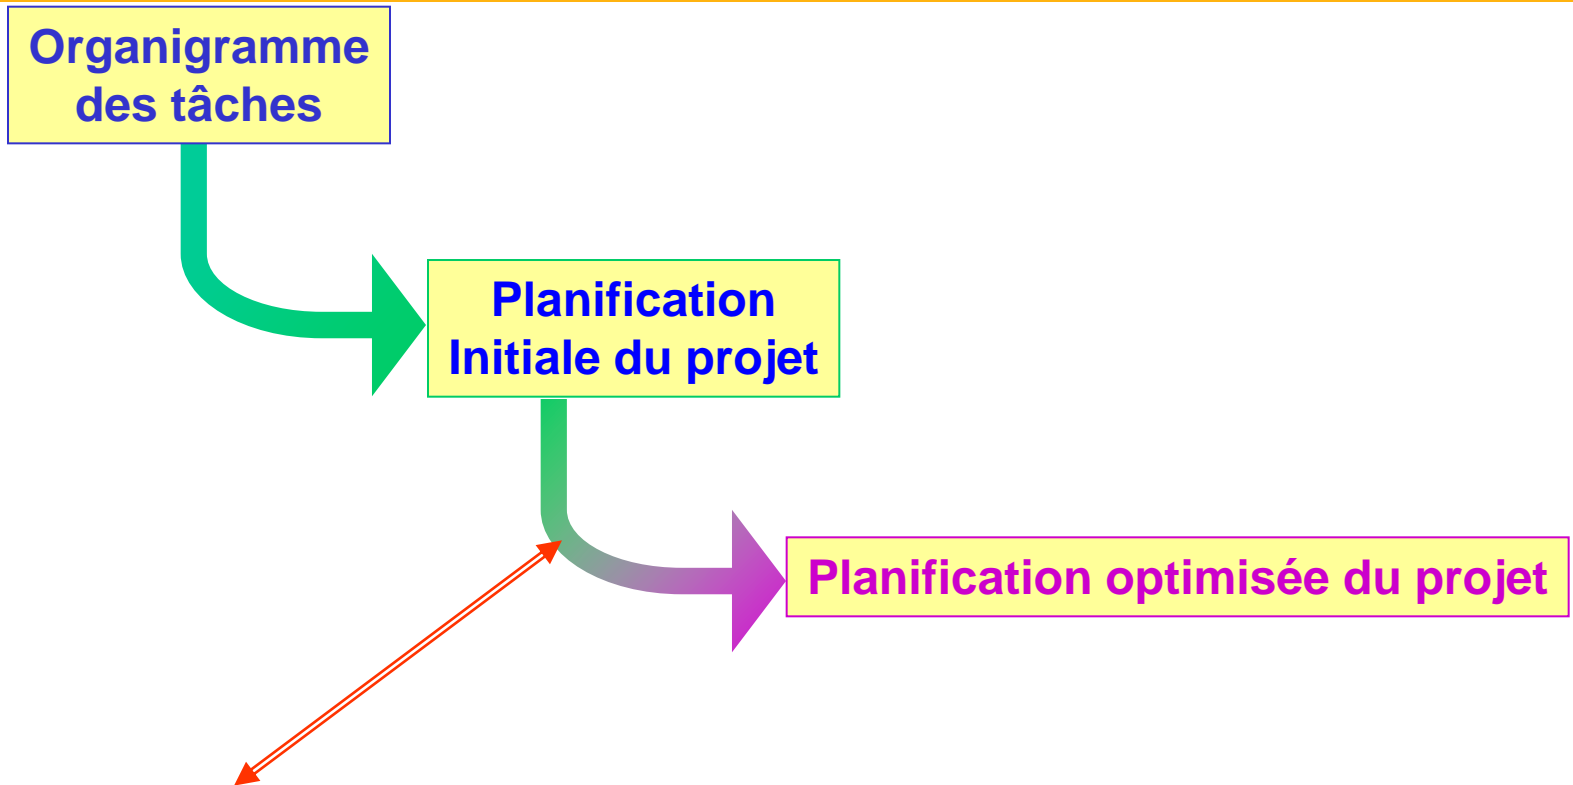 Organigramme
des tâches
Planification
Initiale du projet
Planification optimisée du projet